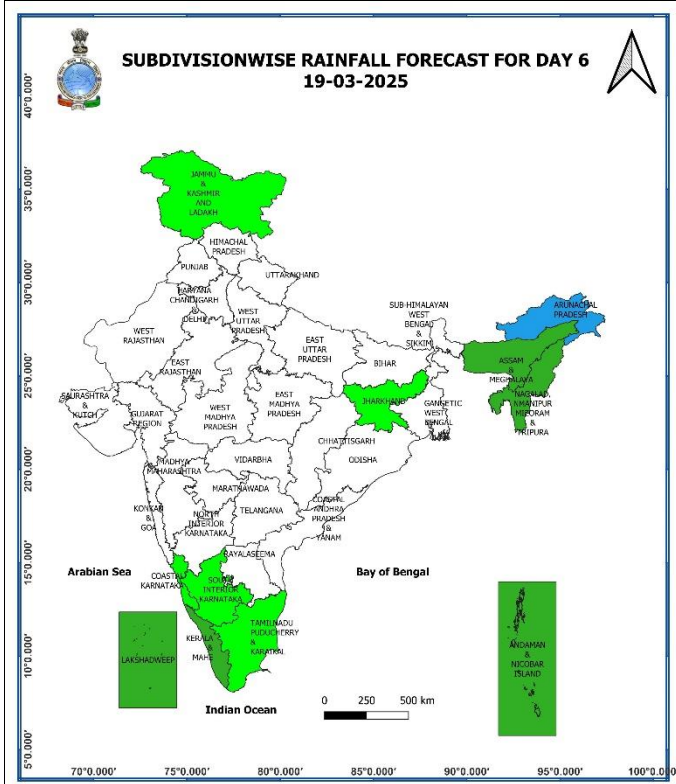 SUBDIVISIONWISE RAINFALL FORECAST FOR DAY 6
19-03-2025
40°0.000'
35°0.000'
30°0.000'
25°0.000'
20°0.000'
15°0.000'
10°0.000'
5°0.000'
JAMMU
&
KASHMIR
AND
LADAKH
HIMACHAL
PRADESH
PUNJAB
UTTARAKHAND
HARYANA
CHANDIGARH
&
DELHI
WEST
UTTAR
PRADESH
WEST
RAJASTHAN
EAST
RAJASTHAN
EAST
UTTAR
PRADESH
SUB-HIMALAYAN
WEST
BENGAL
&
SIKKIM
ARUNACHAL
PRADESH
ASSAM
&
MEGHALAYA
NAGALAD,
NMANIPUR
MIZORAM
&
TRIPURA
BIHAR
JHARKHAND
GANGETIC
WEST
BENGAL
SAURASHTRA
&
KUTCH
GUJARAT
REGION
WEST
MADHYA
PRADESH
EAST
MADHYA
PRADESH
CHHATTISGARH
ODISHA
MADHYA
MAHARASHTRA
VIDARBHA
MARATHAWADA
KONKAN
&
GOA
NORTH
INTERIOR
KARNATAKA
TELANGANA
COASTAL
ANDHRA
PRADESH
&
YANAM
RAYALASEEMA
Arabian Sea
Bay of Bengal
COASTAL
KARNATAKA
SOUTH
INTERIOR
KARNATAKA
TAMILNADU
PUDUCHERRY
&
KARAIKAL
KERALA
&
MAHE
LAKSHADWEEP
ANDAMAN
&
NICOBAR
ISLAND
Indian Ocean
0 250 500 km
70°0.000' 75°0.000' 80°0.000' 85°0.000' 90°0.000' 95°0.000' 100°0.000'